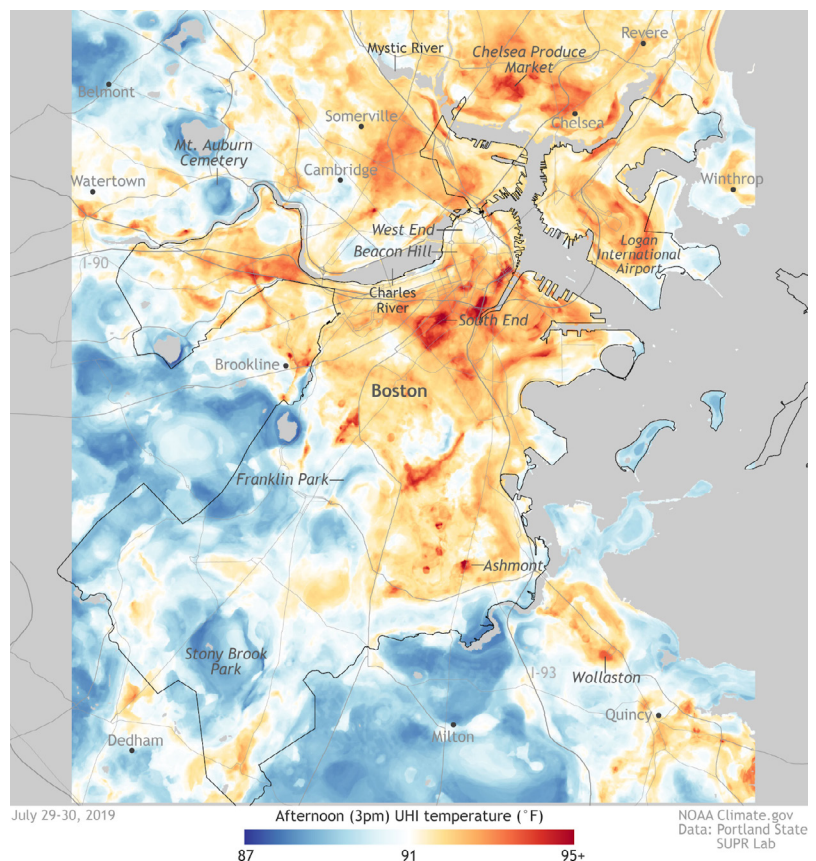 Revere
Mystic River
Chelsea Produce
Market
Belmont
Somerville
Chelsea
Mt. Auburn
Cemetery
Cambridge
Watertown
Winthrop
West End
Beacon Hill
Logan
International
Airport
I-90
Charles
River
South End
Brookline
Boston
Franklin Park
Ashmont
Stony Brook
Park
I-93
Wollaston
Quincy
Milton
Dedham
July 29-30, 2019
Afternoon (3pm) UHI temperature (°F)
87
91
95+
NOAA Climate.gov
Data: Portland State
SUPR Lab